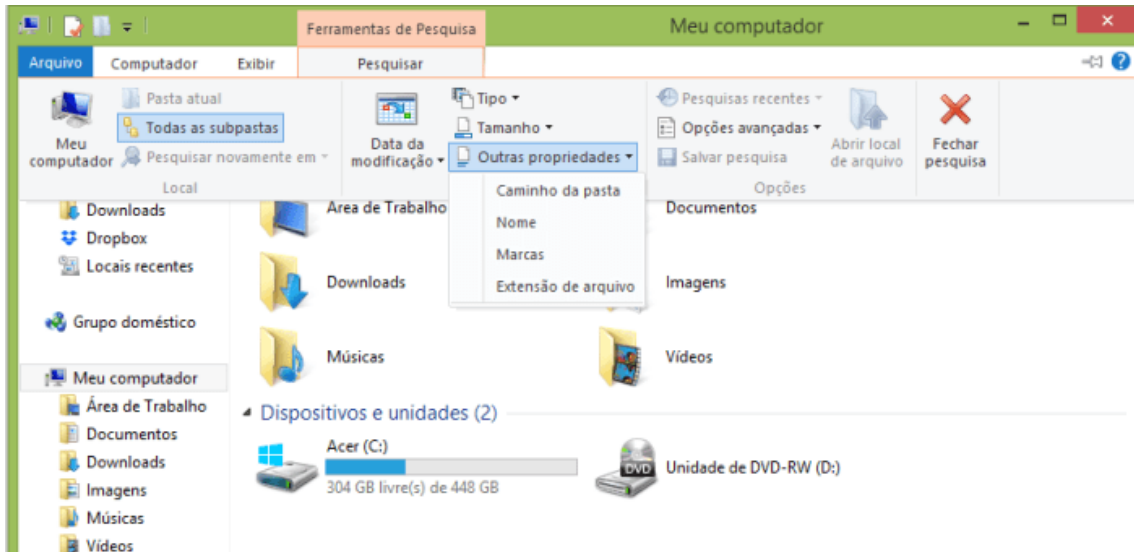 Ferramentas de Pesquisa
Meu computador
Arquivo
Computador
Exibir
Pesquisar
Meu computador
Pasta atual
Todas as subpastas
Pesquisar novamente em
Local
Data da modificação
Tipo
Tamanho
Outras propriedades
Caminho da pasta
Nome
Marcas
Extensão de arquivo
Pesquisas recentes
Opções avançadas
Salvar pesquisa
Abrir local de arquivo
Fechar pesquisa
Opções
Downloads
Dropbox
Locais recentes
Grupo doméstico
Meu computador
Área de Trabalho
Documentos
Downloads
Imagens
Músicas
Vídeos
Área de Trabalho
Documentos
Downloads
Imagens
Músicas
Vídeos
Dispositivos e unidades (2)
Acer (C:)
304 GB livre(s) de 448 GB
DVD
Unidade de DVD-RW (D:)